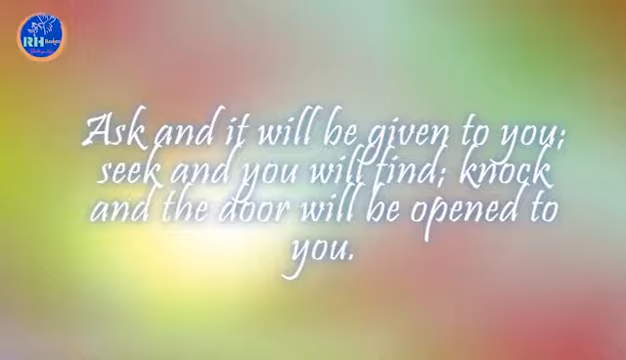 RH
Ask and it will be given to you;
seek and you will find; knock
and the door will be opened to
you.